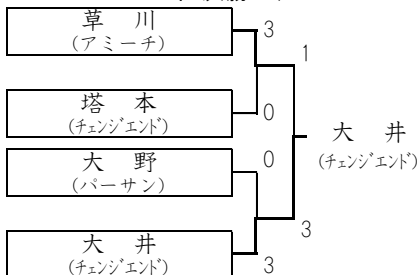 草 川
(アミーチ)
3
1
塔 本
(チェンジエンド)
0
大 井
(チェンジエンド)
大 野
(パーサン)
0
3
大 井
(チェンジエンド)
3